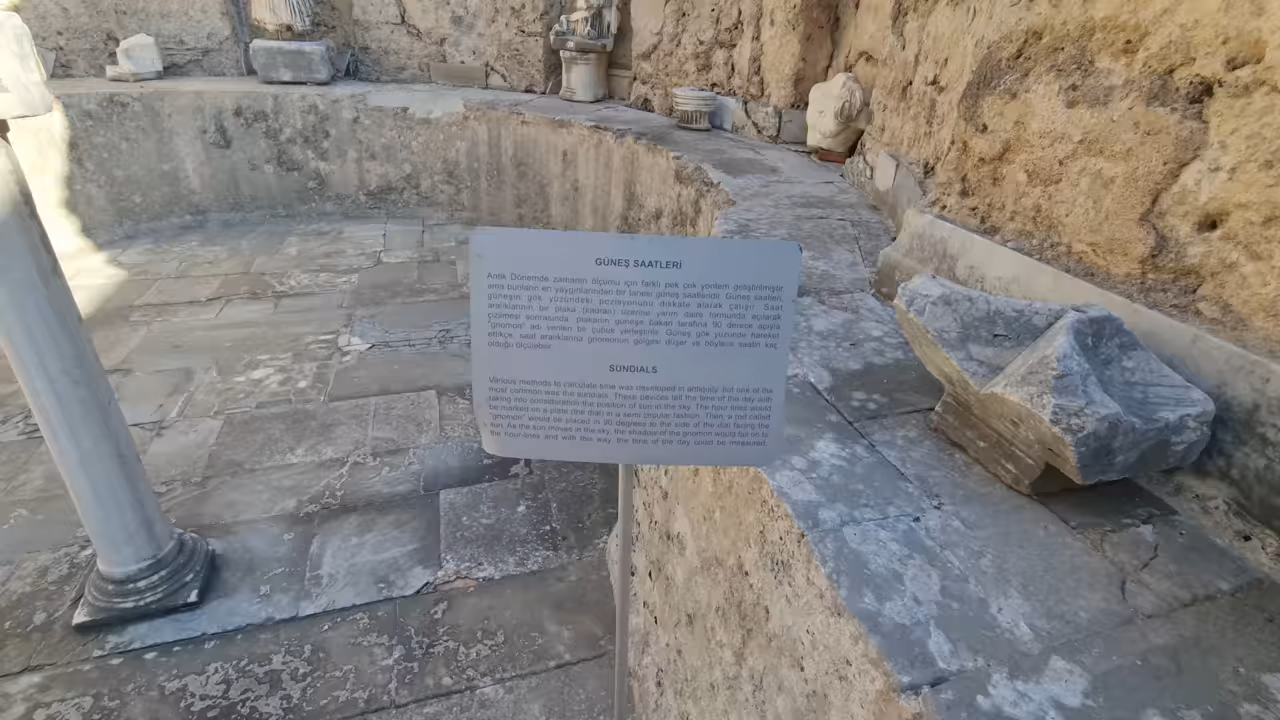 GÜNEŞ SAATLERİ
Antik Dönemde zamanın ölçümü için farklı pek çok yöntem geliştirilmiştir
ama bunların en yaygınlarından bir tanesi güneş saatleridir. Güneş saatleri,
güneşin gök yüzündeki pozisyonunu dikkate alarak çalışır. Saat
aralıklarının bir plaka (kadran) üzerine yarım daire formunda açılarak
çizilmesi sonrasında, plakanın güneşe bakan tarafına 90 derece açıyla
"gnomon" adı verilen bir çubuk yerleştirilir. Güneş gök yüzünde hareket
ettikçe, saat aralıklarına gnomonun gölgesi düşer ve böylece saatin kaç
olduğu ölçülebilir.
SUNDIALS
Various methods to calculate time was developed in antiquity but one of the
most common was the sundials. These devices tell the time of the day with
taking into consideration the position of sun in the sky. The hour lines would
be marked on a plate (the dial) in a semi circular fashion. Then, a rod called
"gnomon" would be placed in 90 degrees to the side of the dial facing the
sun. As the sun moves in the sky, the shadow of the gnomon would fall on to
the hour-lines and with this way, the time of the day could be measured.